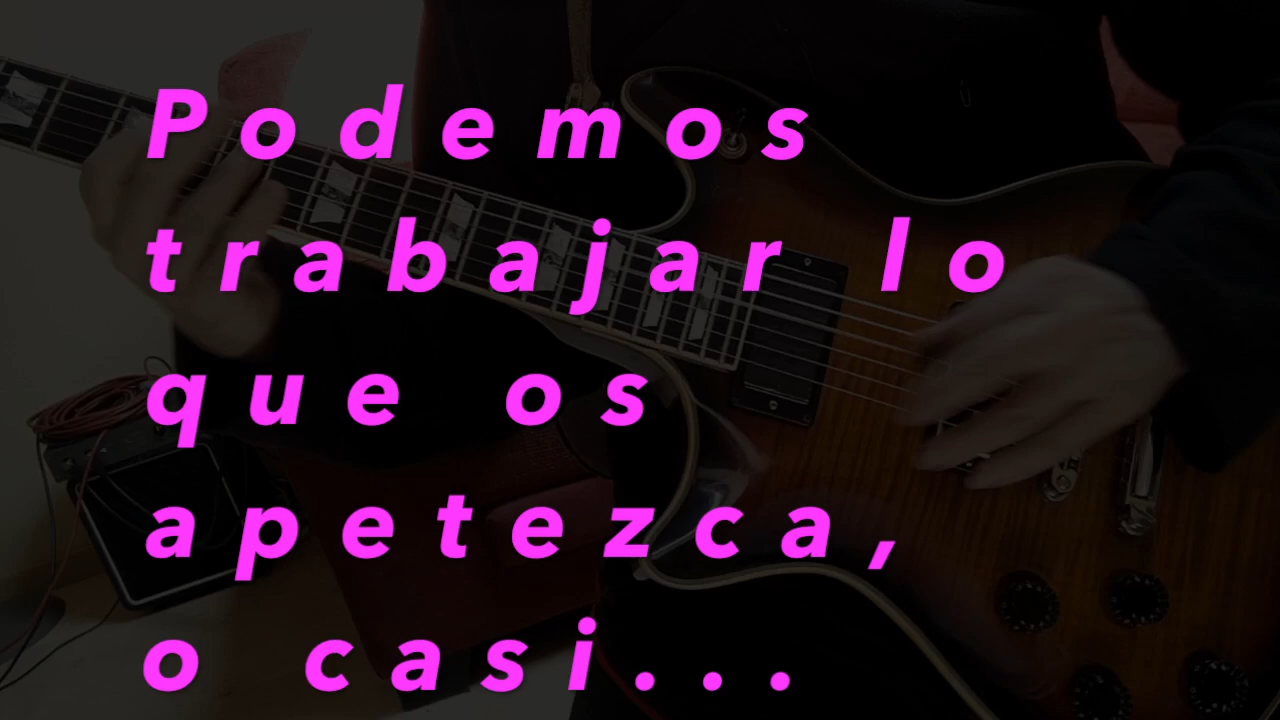 Podemos
trabajar lo
que os
apetezca,
o casi...